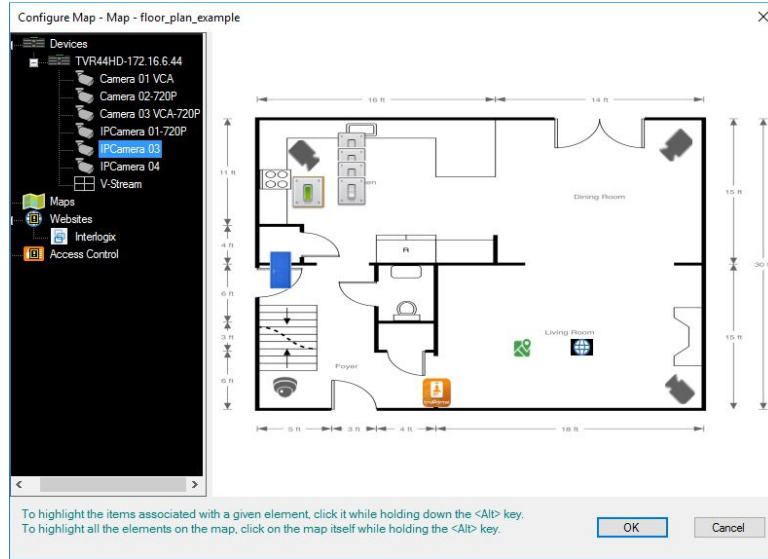 Configure Map - Map - floor_plan_example
Devices
TVR44HD-172.16.6.44
Camera 01 VCA
Camera 02-720P
Camera 03 VCA-720P
IPCamera 01-720P
IPCamera 03
IPCamera 04
V-Stream
Maps
Websites
Interlogix
Access Control
16 ft
14 ft
11 ft
15 ft
Dining Room
4 ft
R
30
6 ft
3 ft
Living Room
15 ft
Foyer
6 ft
5 ft
3 ft
4 ft
18 ft
To highlight the items associated with a given element, click it while holding down the <Alt> key.
To highlight all the elements on the map, click on the map itself while holding the <Alt> key.
OK
Cancel